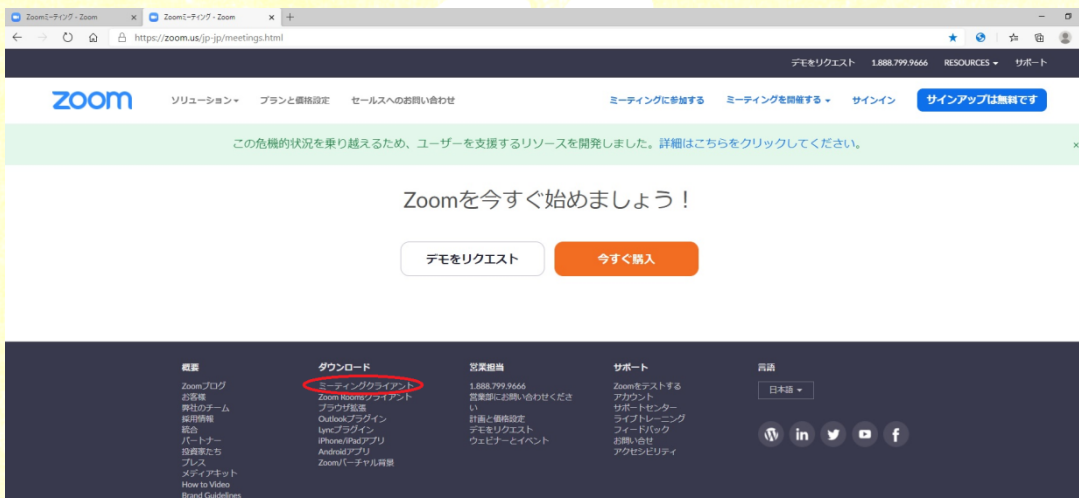 Zoomミーティング - Zoom
Zoomミーティング - Zoom
https://zoom.us/jp-jp/meetings.html
デモをリクエスト 1.888.799.9666 RESOURCES サポート
zoom ソリューション プランと価格設定 セールスへのお問い合わせ ミーティングに参加する ミーティングを開催する サインイン サインアップは無料です
この危機的状況を乗り越えるため、ユーザーを支援するリソースを開発しました。詳細はこちらをクリックしてください。
Zoomを今すぐ始めましょう！
デモをリクエスト 今すぐ購入
概要
Zoomブログ
お客様
弊社のチーム
採用情報
統合
パートナー
投資家たち
プレス
メディアキット
How to Video
Brand Guidelines
ダウンロード
ミーティングクライアント
Zoom Roomsクライアント
ブラウザ拡張
Outlookプラグイン
Lyncプラグイン
iPhone/iPadアプリ
Androidアプリ
Zoomバーチャル背景
営業担当
1.888.799.9666
営業部にお問い合わせくださ
い
計画と価格設定
デモをリクエスト
ウェビナーとイベント
サポート
Zoomをテストする
アカウント
サポートセンター
ライブトレーニング
フィードバック
お問い合せ
アクセシビリティ
言語
日本語